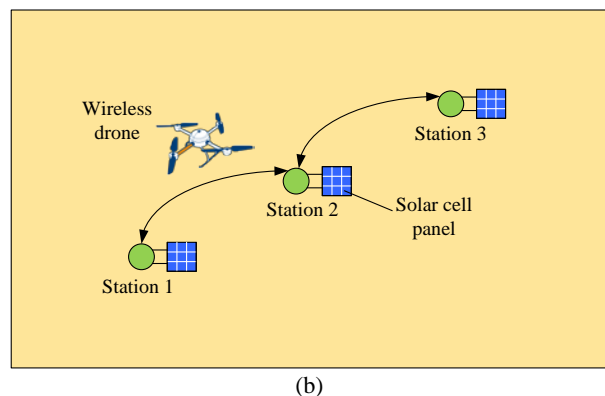 Wireless
drone
Station 3
Station 2
Solar cell
panel
Station 1
(b)